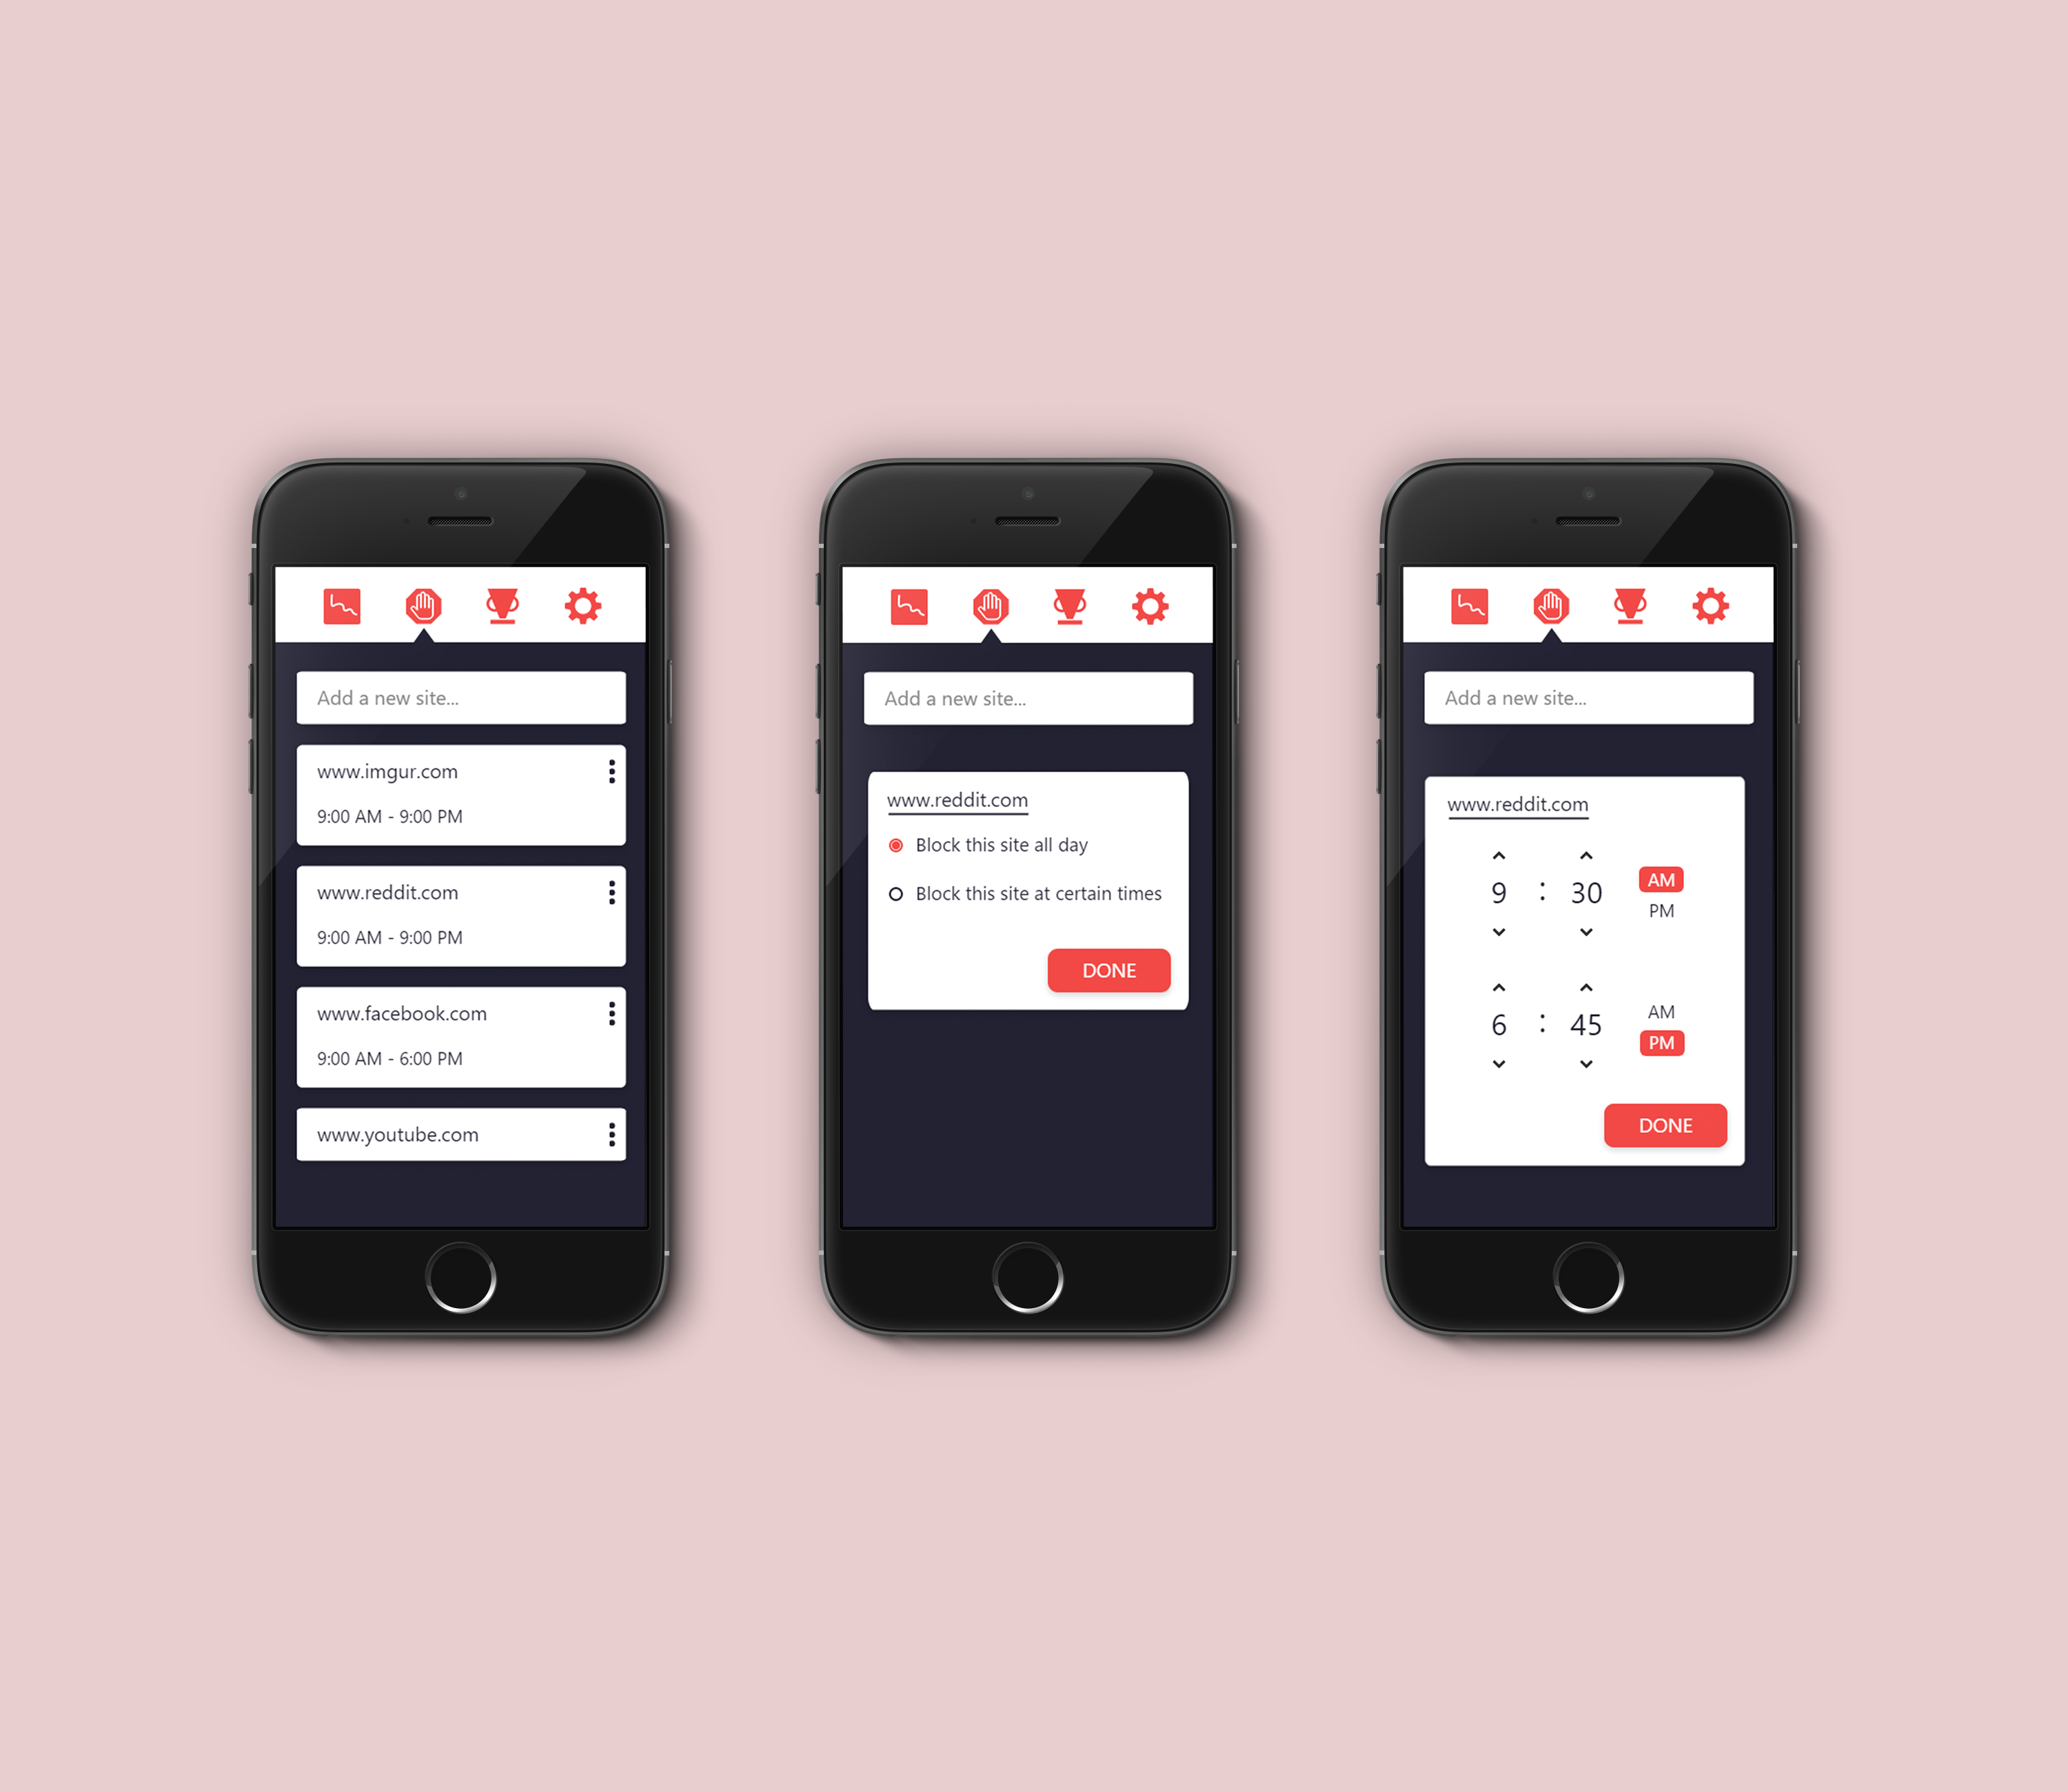 Add a new site...
www.imgur.com
9:00 AM - 9:00 PM
www.reddit.com
9:00 AM - 9:00 PM
www.facebook.com
9:00 AM - 6:00 PM
www.youtube.com
Add a new site...
www.reddit.com
Block this site all day
Block this site at certain times
DONE
Add a new site...
www.reddit.com
9 : 30 AM
PM
6 : 45 AM
PM
DONE